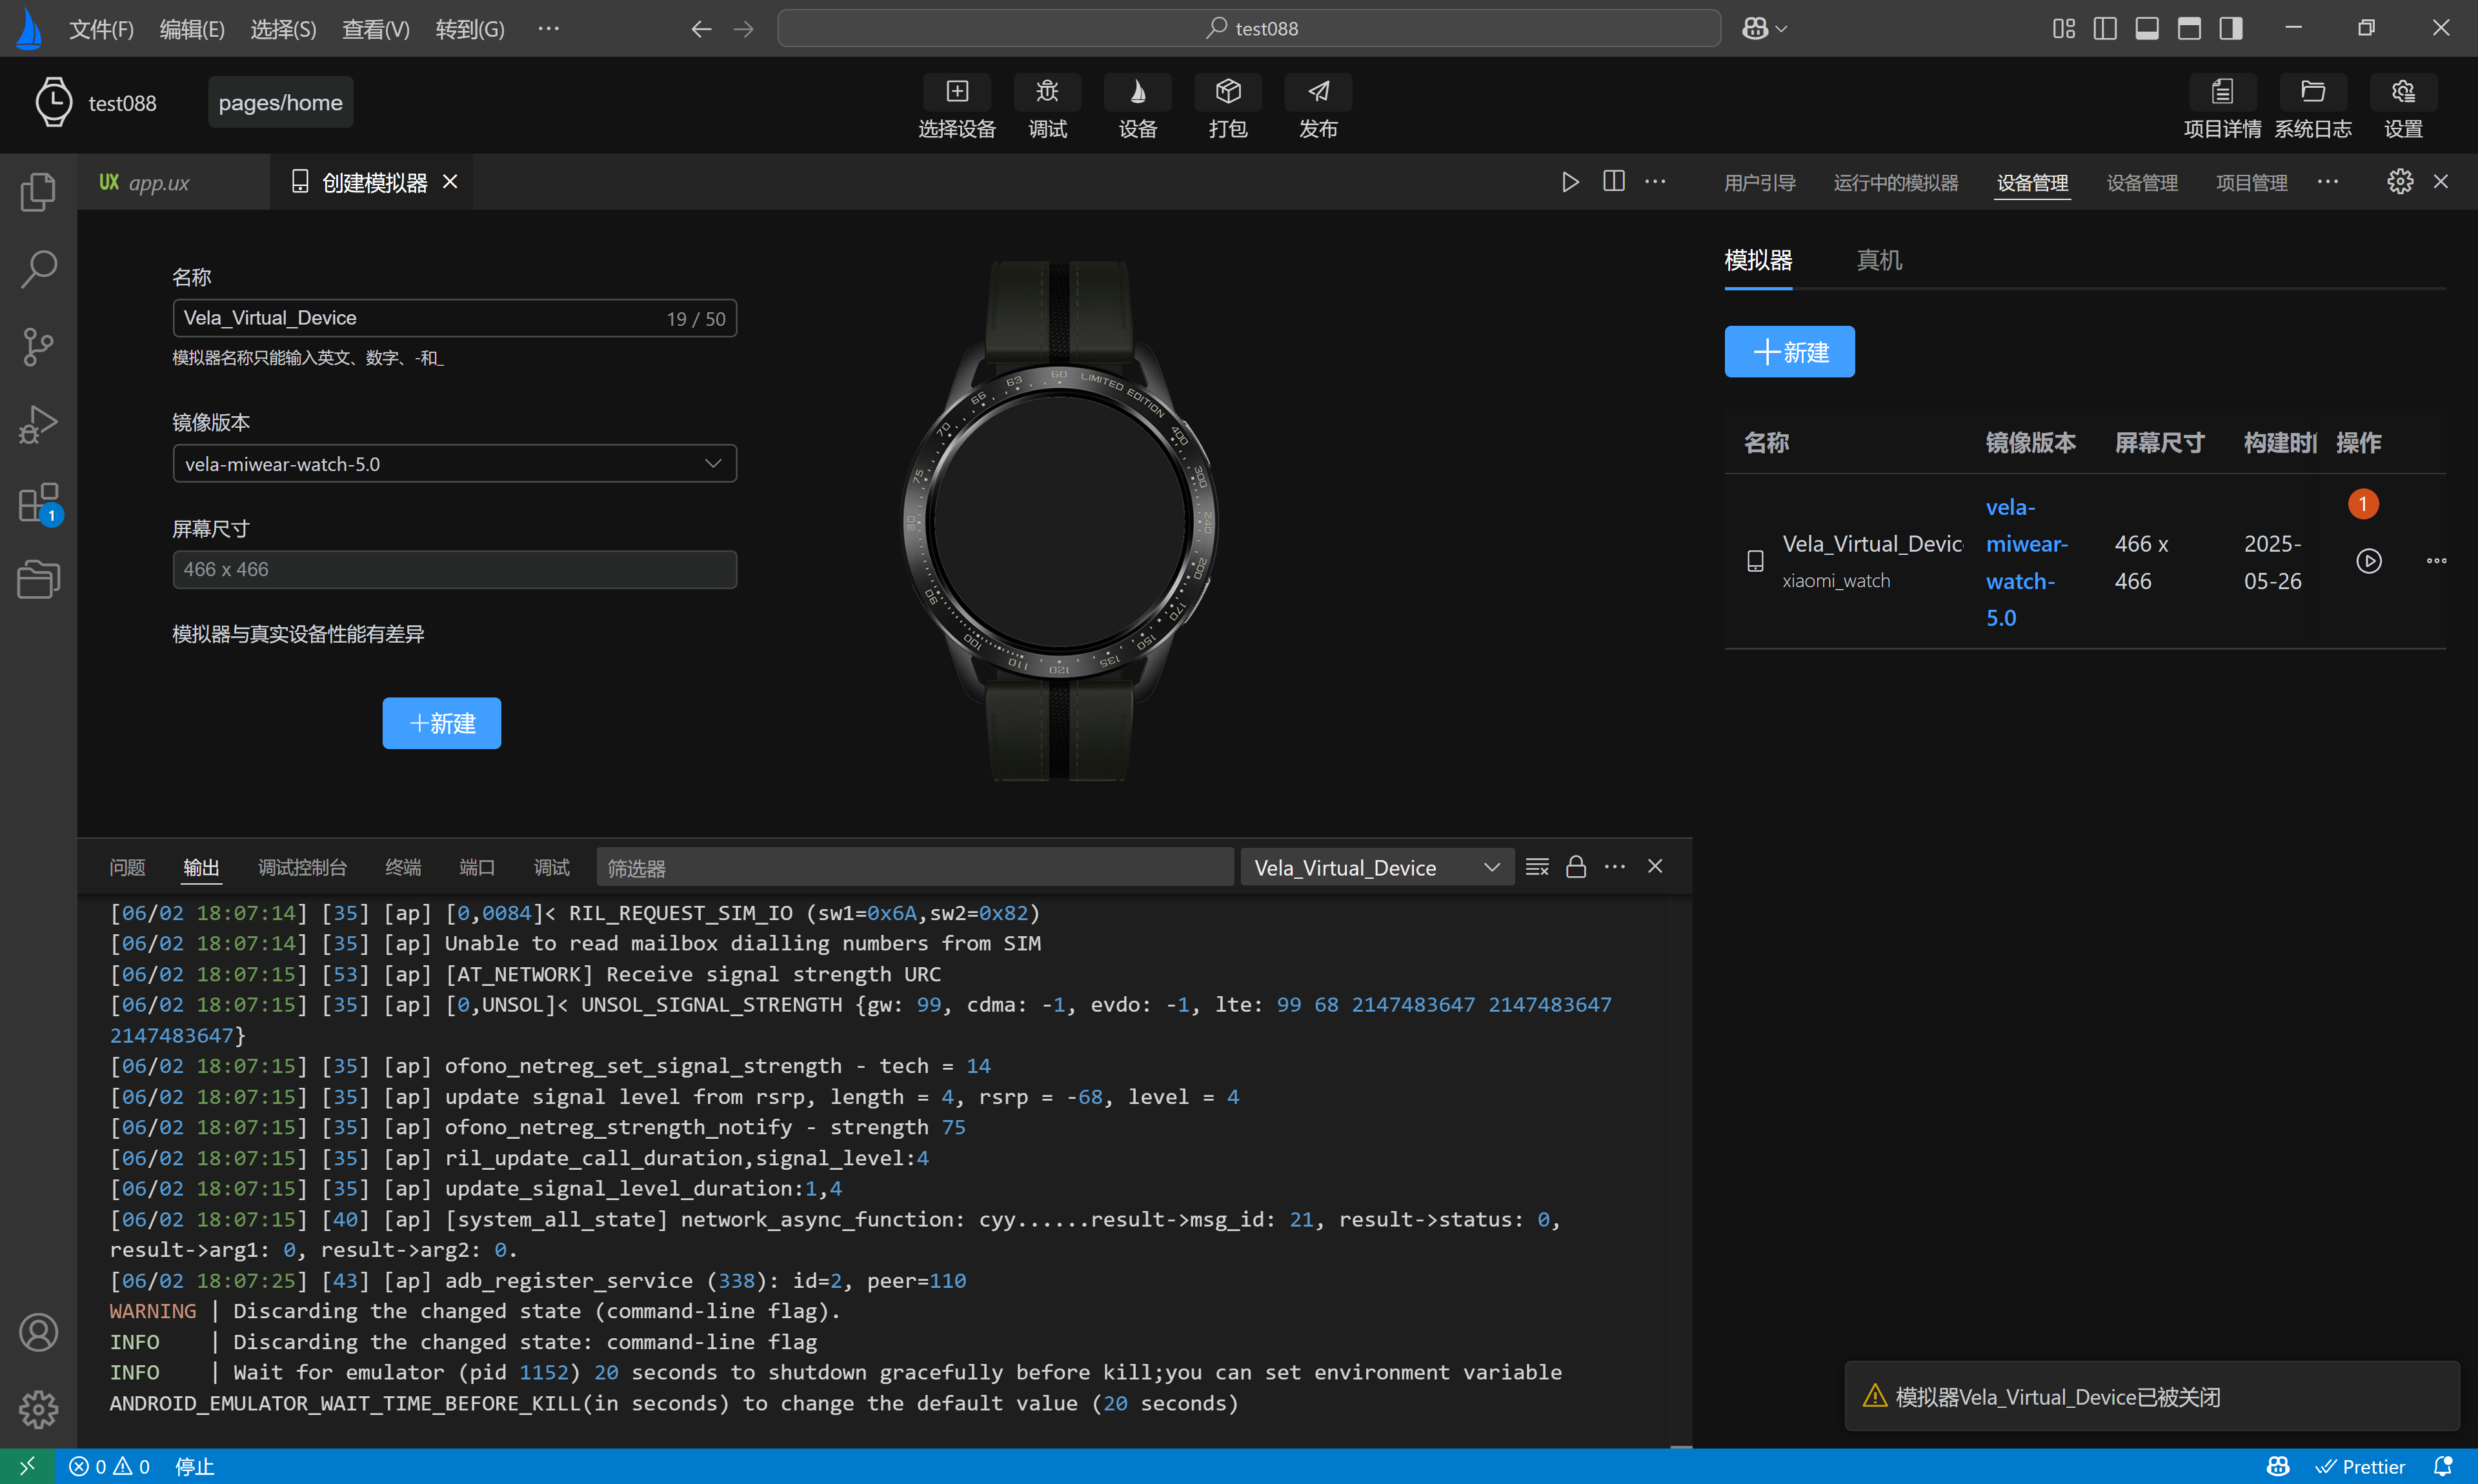 文件(F) 编辑(E) 选择(S) 查看(V) 转到(G) ··· test088
test088 pages/home
选择设备 调试 设备 打包 发布
项目详情 系统日志 设置
UX app.ux 创建模拟器
名称
Vela_Virtual_Device 19 / 50
模拟器名称只能输入英文、数字、-和_
镜像版本
vela-miwear-watch-5.0
屏幕尺寸
466 x 466
模拟器与真实设备性能有差异
新建
60 LIMITED EDITION 400 300 240 200 170 150 135 120 110 100 90 80 75 70 66 63
用户引导 运行中的模拟器 设备管理 设备管理 项目管理 ···
模拟器 真机
新建
名称 镜像版本 屏幕尺寸 构建时 操作
Vela_Virtual_Devic
xiaomi_watch
vela-
miwear-
watch-
5.0
466 x
466
2025-
05-26
1
1
问题 输出 调试控制台 终端 端口 调试 筛选器 Vela_Virtual_Device
[06/02 18:07:14] [35] [ap] [0,0084]< RIL_REQUEST_SIM_IO (sw1=0x6A,sw2=0x82)
[06/02 18:07:14] [35] [ap] Unable to read mailbox dialling numbers from SIM
[06/02 18:07:15] [53] [ap] [AT_NETWORK] Receive signal strength URC
[06/02 18:07:15] [35] [ap] [0,UNSOL]< UNSOL_SIGNAL_STRENGTH {gw: 99, cdma: -1, evdo: -1, lte: 99 68 2147483647 2147483647
2147483647}
[06/02 18:07:15] [35] [ap] ofono_netreg_set_signal_strength - tech = 14
[06/02 18:07:15] [35] [ap] update signal level from rsrp, length = 4, rsrp = -68, level = 4
[06/02 18:07:15] [35] [ap] ofono_netreg_strength_notify - strength 75
[06/02 18:07:15] [35] [ap] ril_update_call_duration,signal_level:4
[06/02 18:07:15] [35] [ap] update_signal_level_duration:1,4
[06/02 18:07:15] [40] [ap] [system_all_state] network_async_function: cyy......result->msg_id: 21, result->status: 0,
result->arg1: 0, result->arg2: 0.
[06/02 18:07:25] [43] [ap] adb_register_service (338): id=2, peer=110
WARNING | Discarding the changed state (command-line flag).
INFO | Discarding the changed state: command-line flag
INFO | Wait for emulator (pid 1152) 20 seconds to shutdown gracefully before kill;you can set environment variable
ANDROID_EMULATOR_WAIT_TIME_BEFORE_KILL(in seconds) to change the default value (20 seconds)
模拟器Vela_Virtual_Device已被关闭
0 0 停止 Prettier